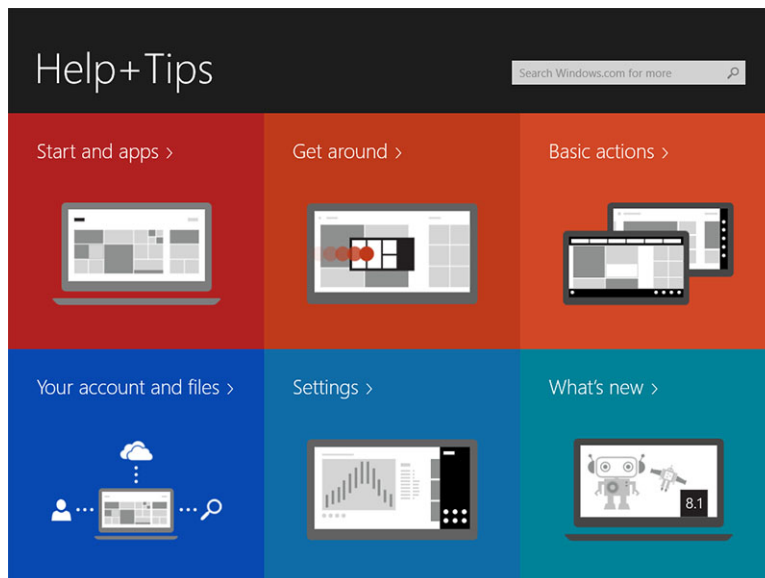 Help+Tips
Search Windows.com for more
Start and apps >
Get around >
Basic actions >
Your account and files >
Settings >
What's new >
8.1